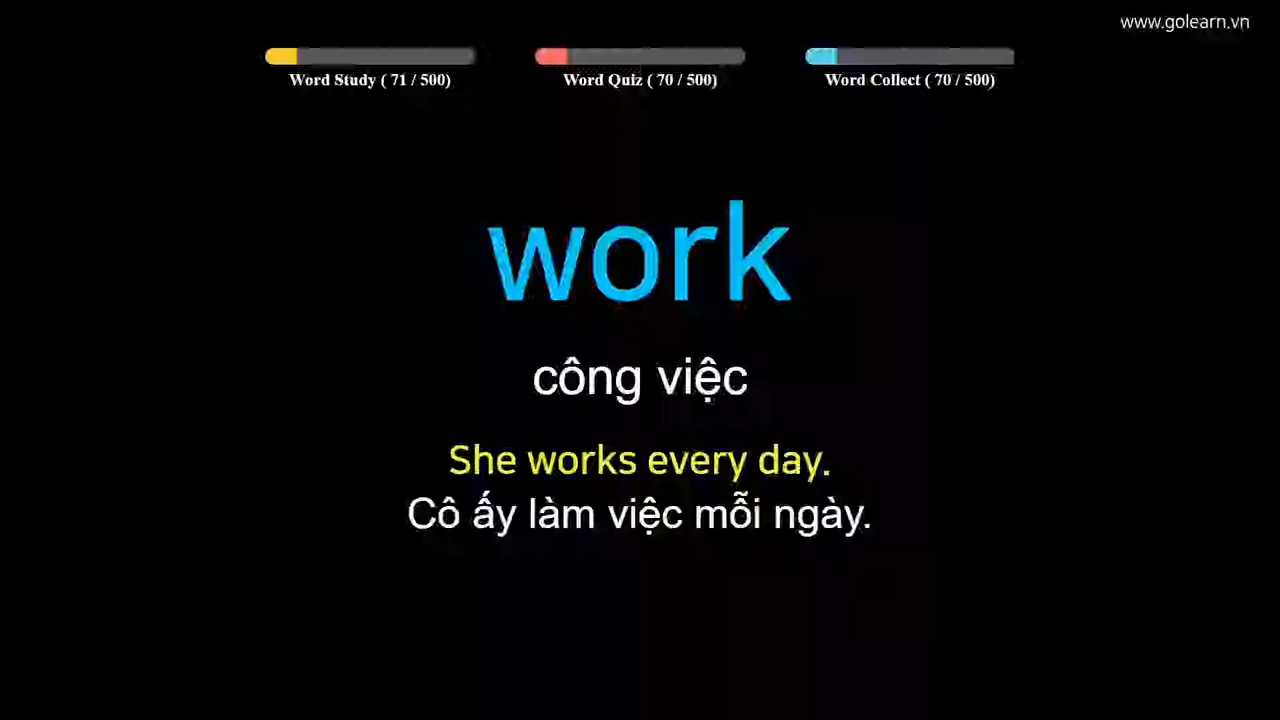 www.golearn.vn
Word Study ( 71 / 500)
Word Quiz ( 70 / 500)
Word Collect ( 70 / 500)
work
công việc
She works every day.
Cô ấy làm việc mỗi ngày.